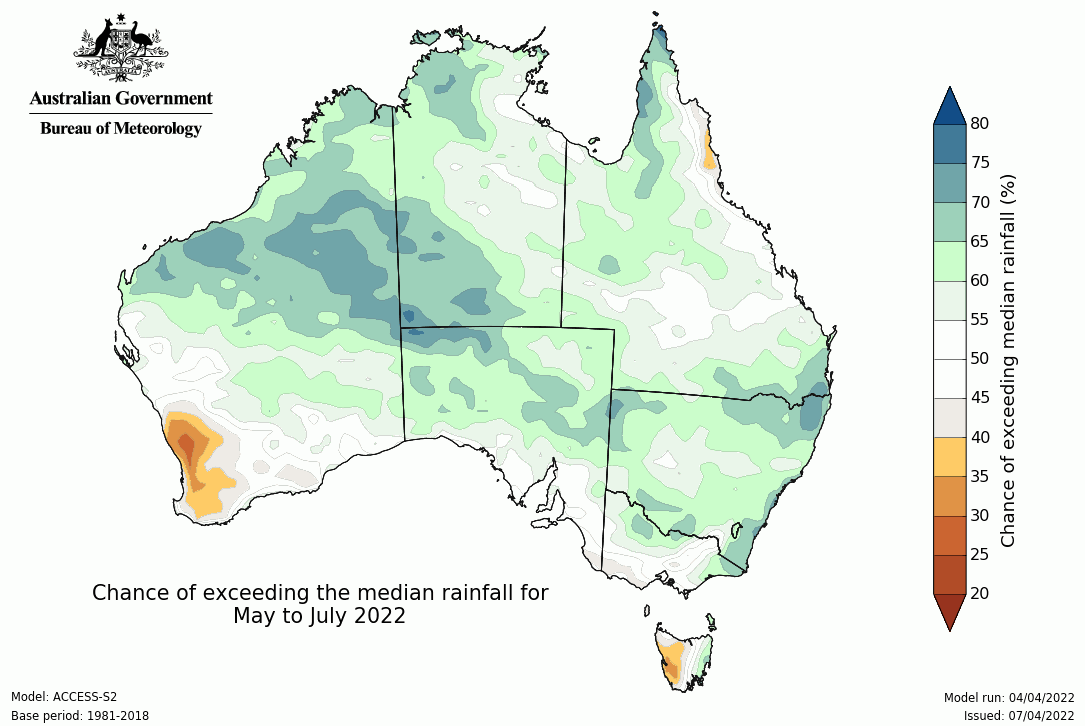 AUSTRALIA
Australian Government
Bureau of Meteorology
80
75
70
65
60
55
50
45
40
35
30
25
20
Chance of exceeding median rainfall (%)
Chance of exceeding the median rainfall for
May to July 2022
Model: ACCESS-S2
Base period: 1981-2018
Model run: 04/04/2022
Issued: 07/04/2022